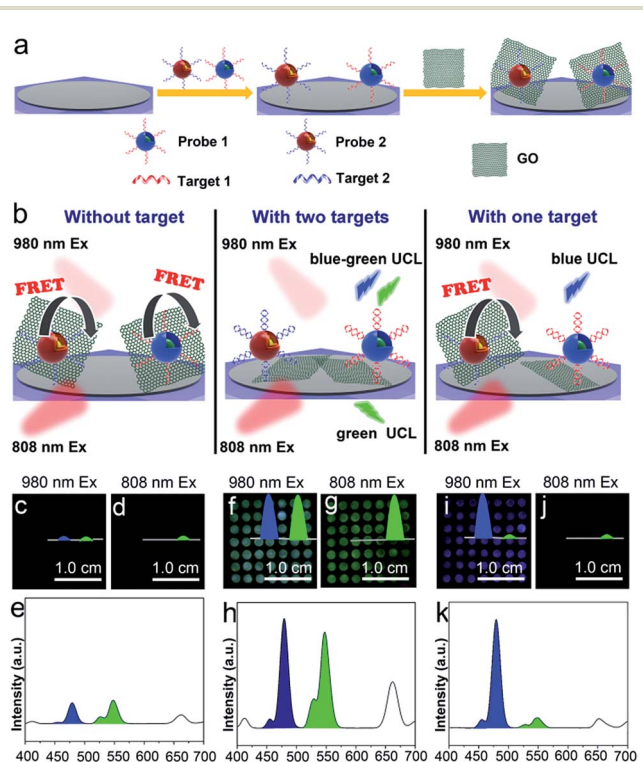 a
Probe 1
Probe 2
GO
Target 1
Target 2
b Without target With two targets With one target
980 nm Ex 980 nm Ex 980 nm Ex
blue-green UCL blue UCL
FRET FRET FRET
808 nm Ex 808 nm Ex green UCL 808 nm Ex
980 nm Ex 808 nm Ex 980 nm Ex 808 nm Ex 980 nm Ex 808 nm Ex
c d f g i j
1.0 cm 1.0 cm 1.0 cm 1.0 cm 1.0 cm 1.0 cm
e h k
Intensity (a.u.) Intensity (a.u.) Intensity (a.u.)
400 450 500 550 600 650 700 400 450 500 550 600 650 700 400 450 500 550 600 650 700